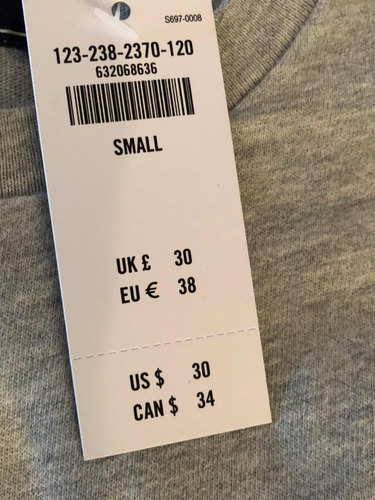 S697-0008
123-238-2370-120
632068636
SMALL
UK £ 30
EU € 38
US $ 30
CAN $ 34